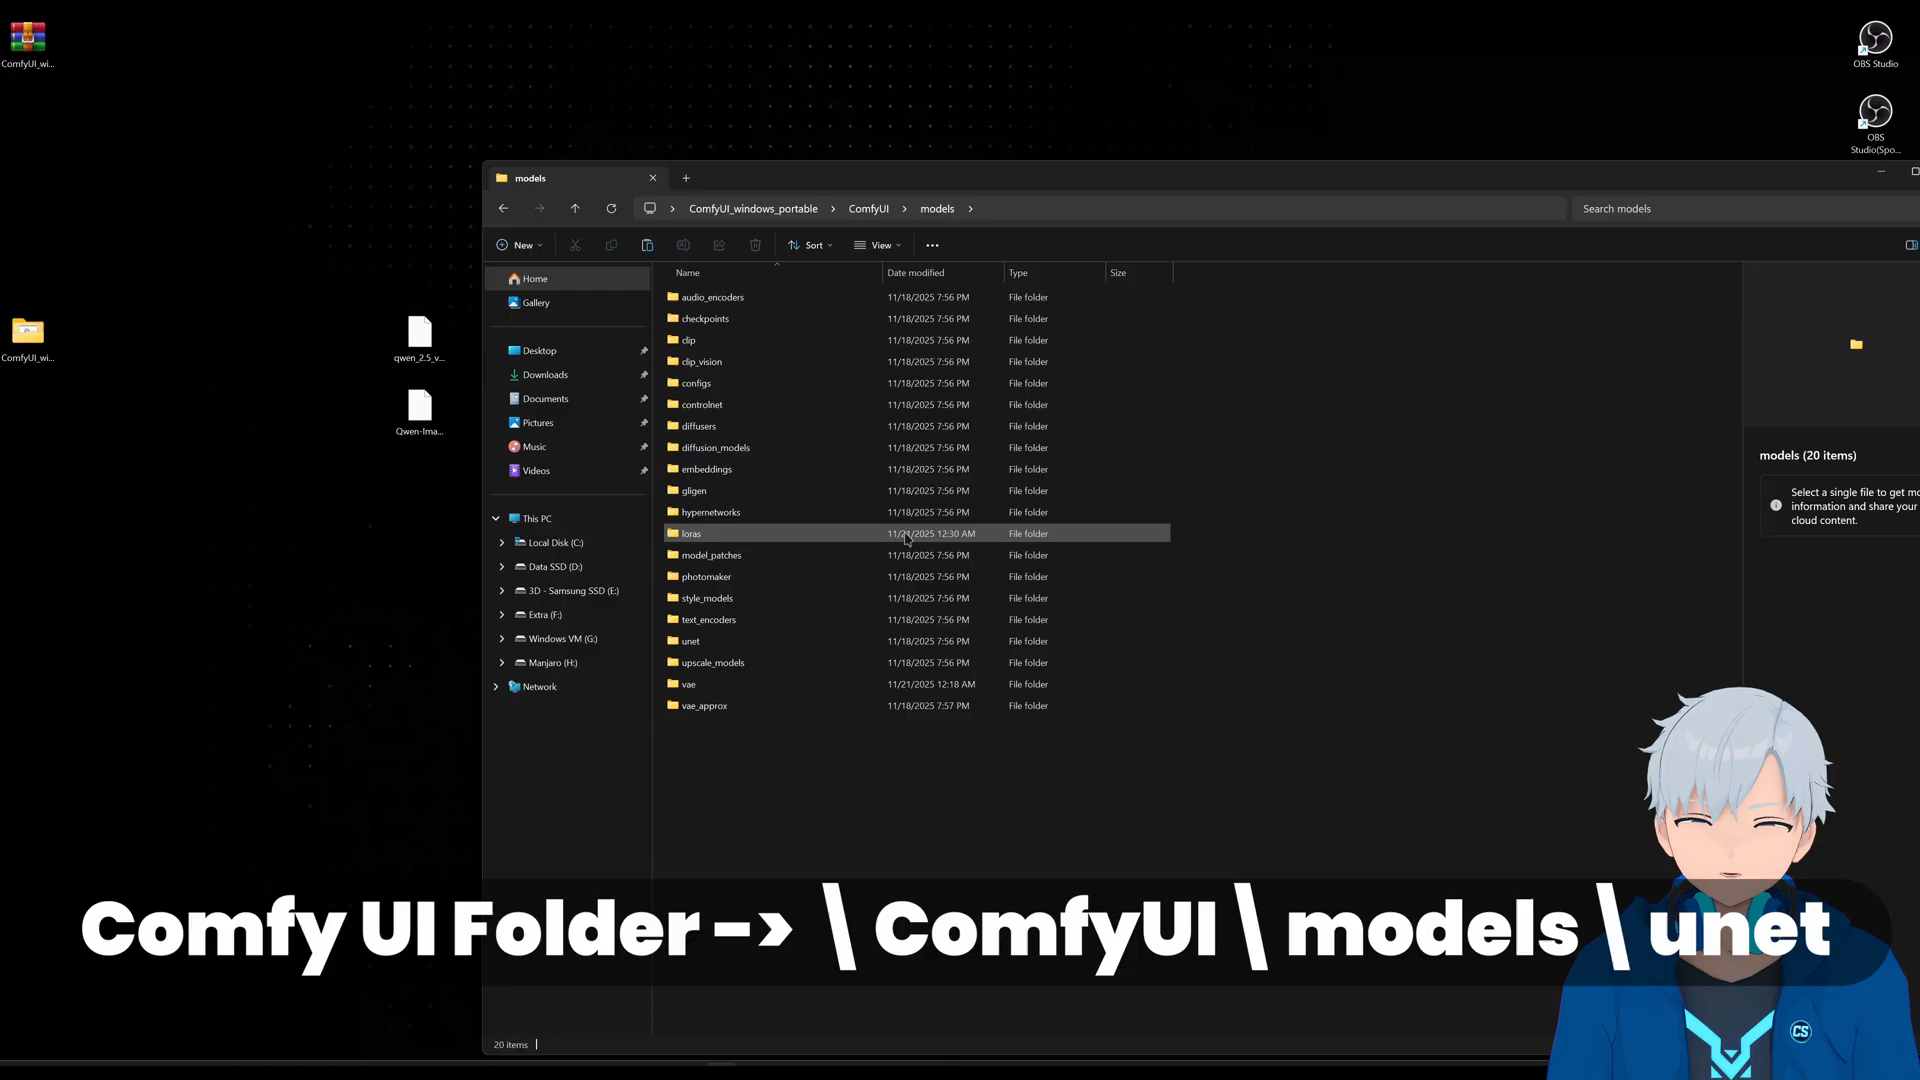 ComfyUI_wi...
OBS Studio
OBS
Studio(Spo...
models
ComfyUI_windows_portable > ComfyUI > models >
Search models
New
Sort
View
Name
Date modified
Type
Size
Home
Gallery
Desktop
Downloads
Documents
Pictures
Music
Videos
This PC
Local Disk (C:)
Data SSD (D:)
3D - Samsung SSD (E:)
Extra (F:)
Windows VM (G:)
Manjaro (H:)
Network
ComfyUI_wi...
qwen_2.5_v...
Qwen-Ima...
audio_encoders 11/18/2025 7:56 PM File folder
checkpoints 11/18/2025 7:56 PM File folder
clip 11/18/2025 7:56 PM File folder
clip_vision 11/18/2025 7:56 PM File folder
configs 11/18/2025 7:56 PM File folder
controlnet 11/18/2025 7:56 PM File folder
diffusers 11/18/2025 7:56 PM File folder
diffusion_models 11/18/2025 7:56 PM File folder
embeddings 11/18/2025 7:56 PM File folder
gligen 11/18/2025 7:56 PM File folder
hypernetworks 11/18/2025 7:56 PM File folder
loras 11/21/2025 12:30 AM File folder
model_patches 11/18/2025 7:56 PM File folder
photomaker 11/18/2025 7:56 PM File folder
style_models 11/18/2025 7:56 PM File folder
text_encoders 11/18/2025 7:56 PM File folder
unet 11/18/2025 7:56 PM File folder
upscale_models 11/18/2025 7:56 PM File folder
vae 11/21/2025 12:18 AM File folder
vae_approx 11/18/2025 7:57 PM File folder
models (20 items)
Select a single file to get mo
information and share your
cloud content.
Comfy UI Folder -> \ ComfyUI \ models \ unet
CS
20 items